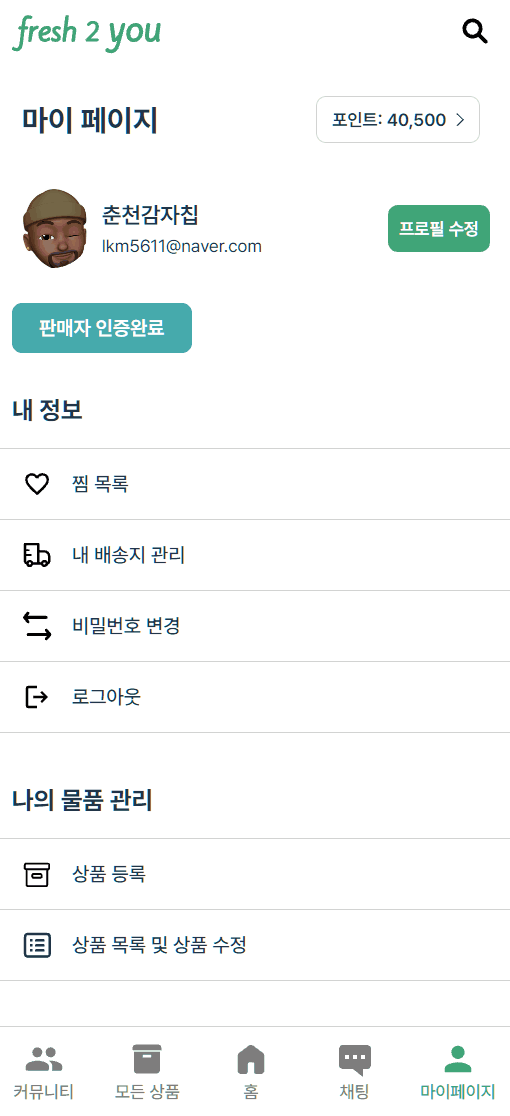 fresh 2 you
마이 페이지
포인트: 40,500
춘천감자칩
lkm5611@naver.com
프로필 수정
판매자 인증완료
내 정보
찜 목록
내 배송지 관리
비밀번호 변경
로그아웃
나의 물품 관리
상품 등록
상품 목록 및 상품 수정
커뮤니티
모든 상품
홈
채팅
마이페이지